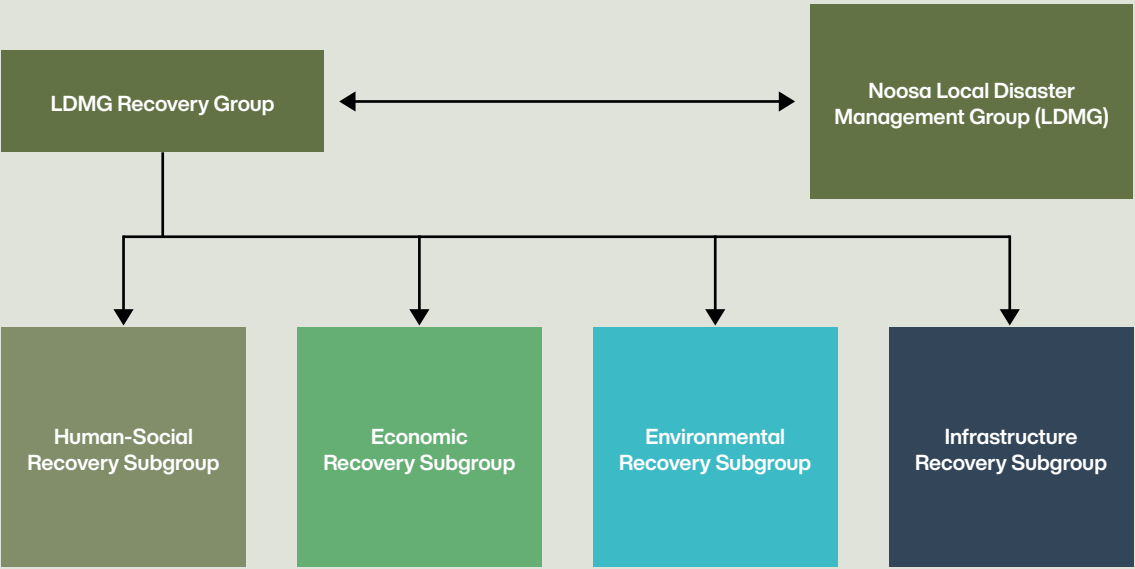 LDMG Recovery Group
Noosa Local Disaster
Management Group (LDMG)
Human-Social
Recovery Subgroup
Economic
Recovery Subgroup
Environmental
Recovery Subgroup
Infrastructure
Recovery Subgroup